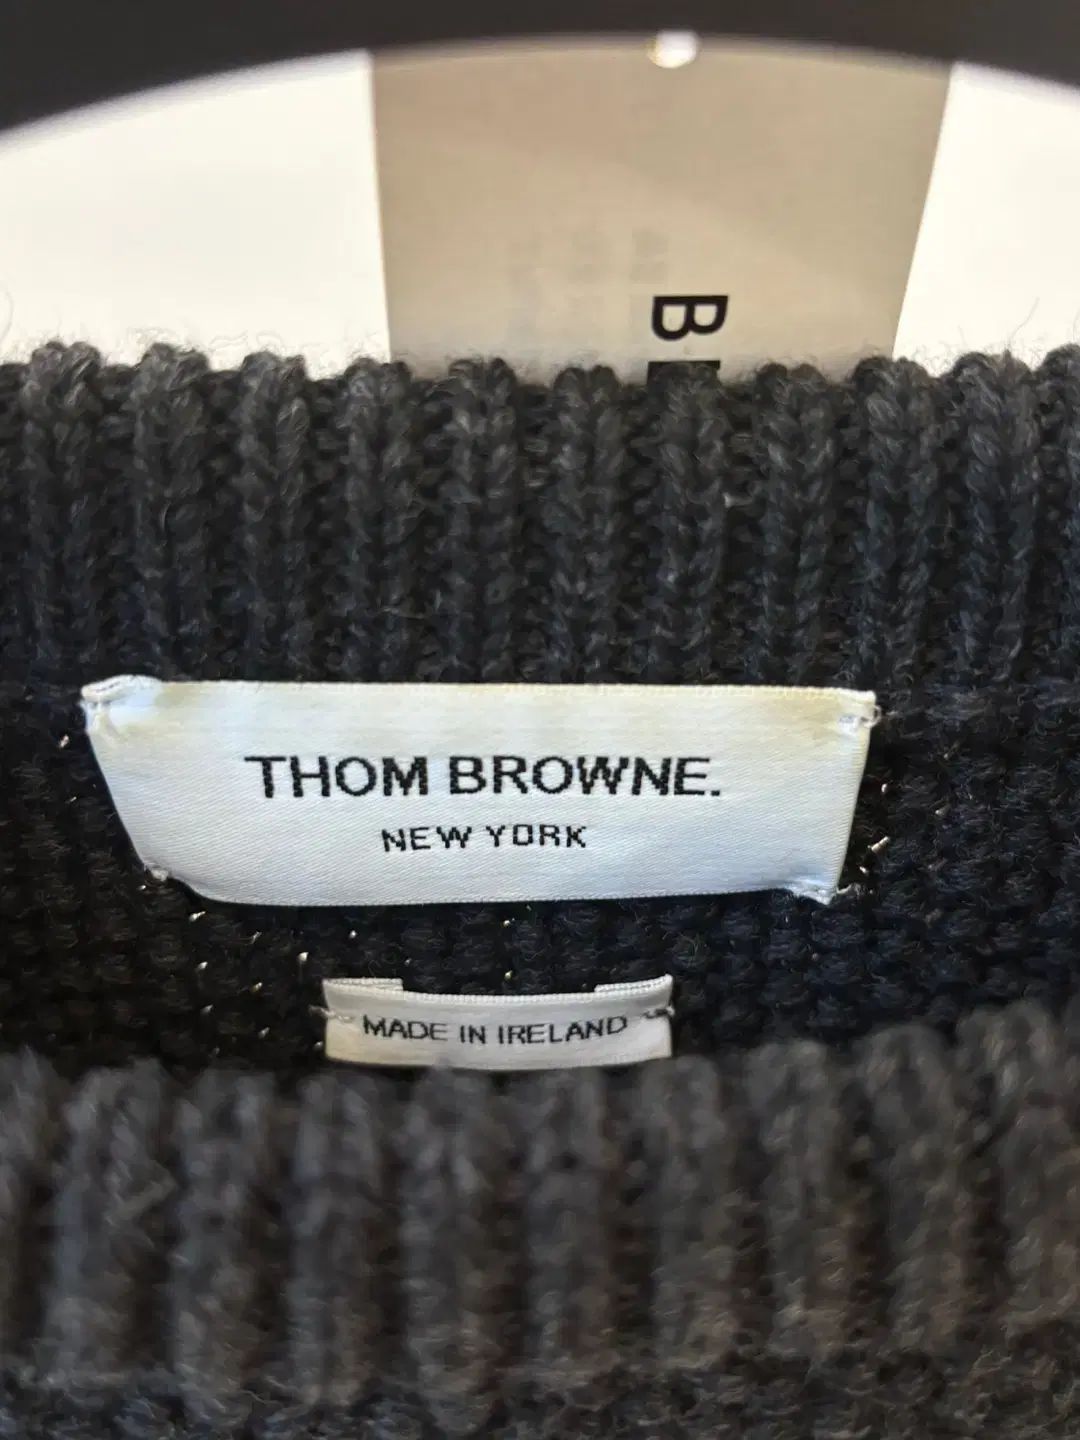 B
THOM BROWNE.
NEW YORK
MADE IN IRELAND